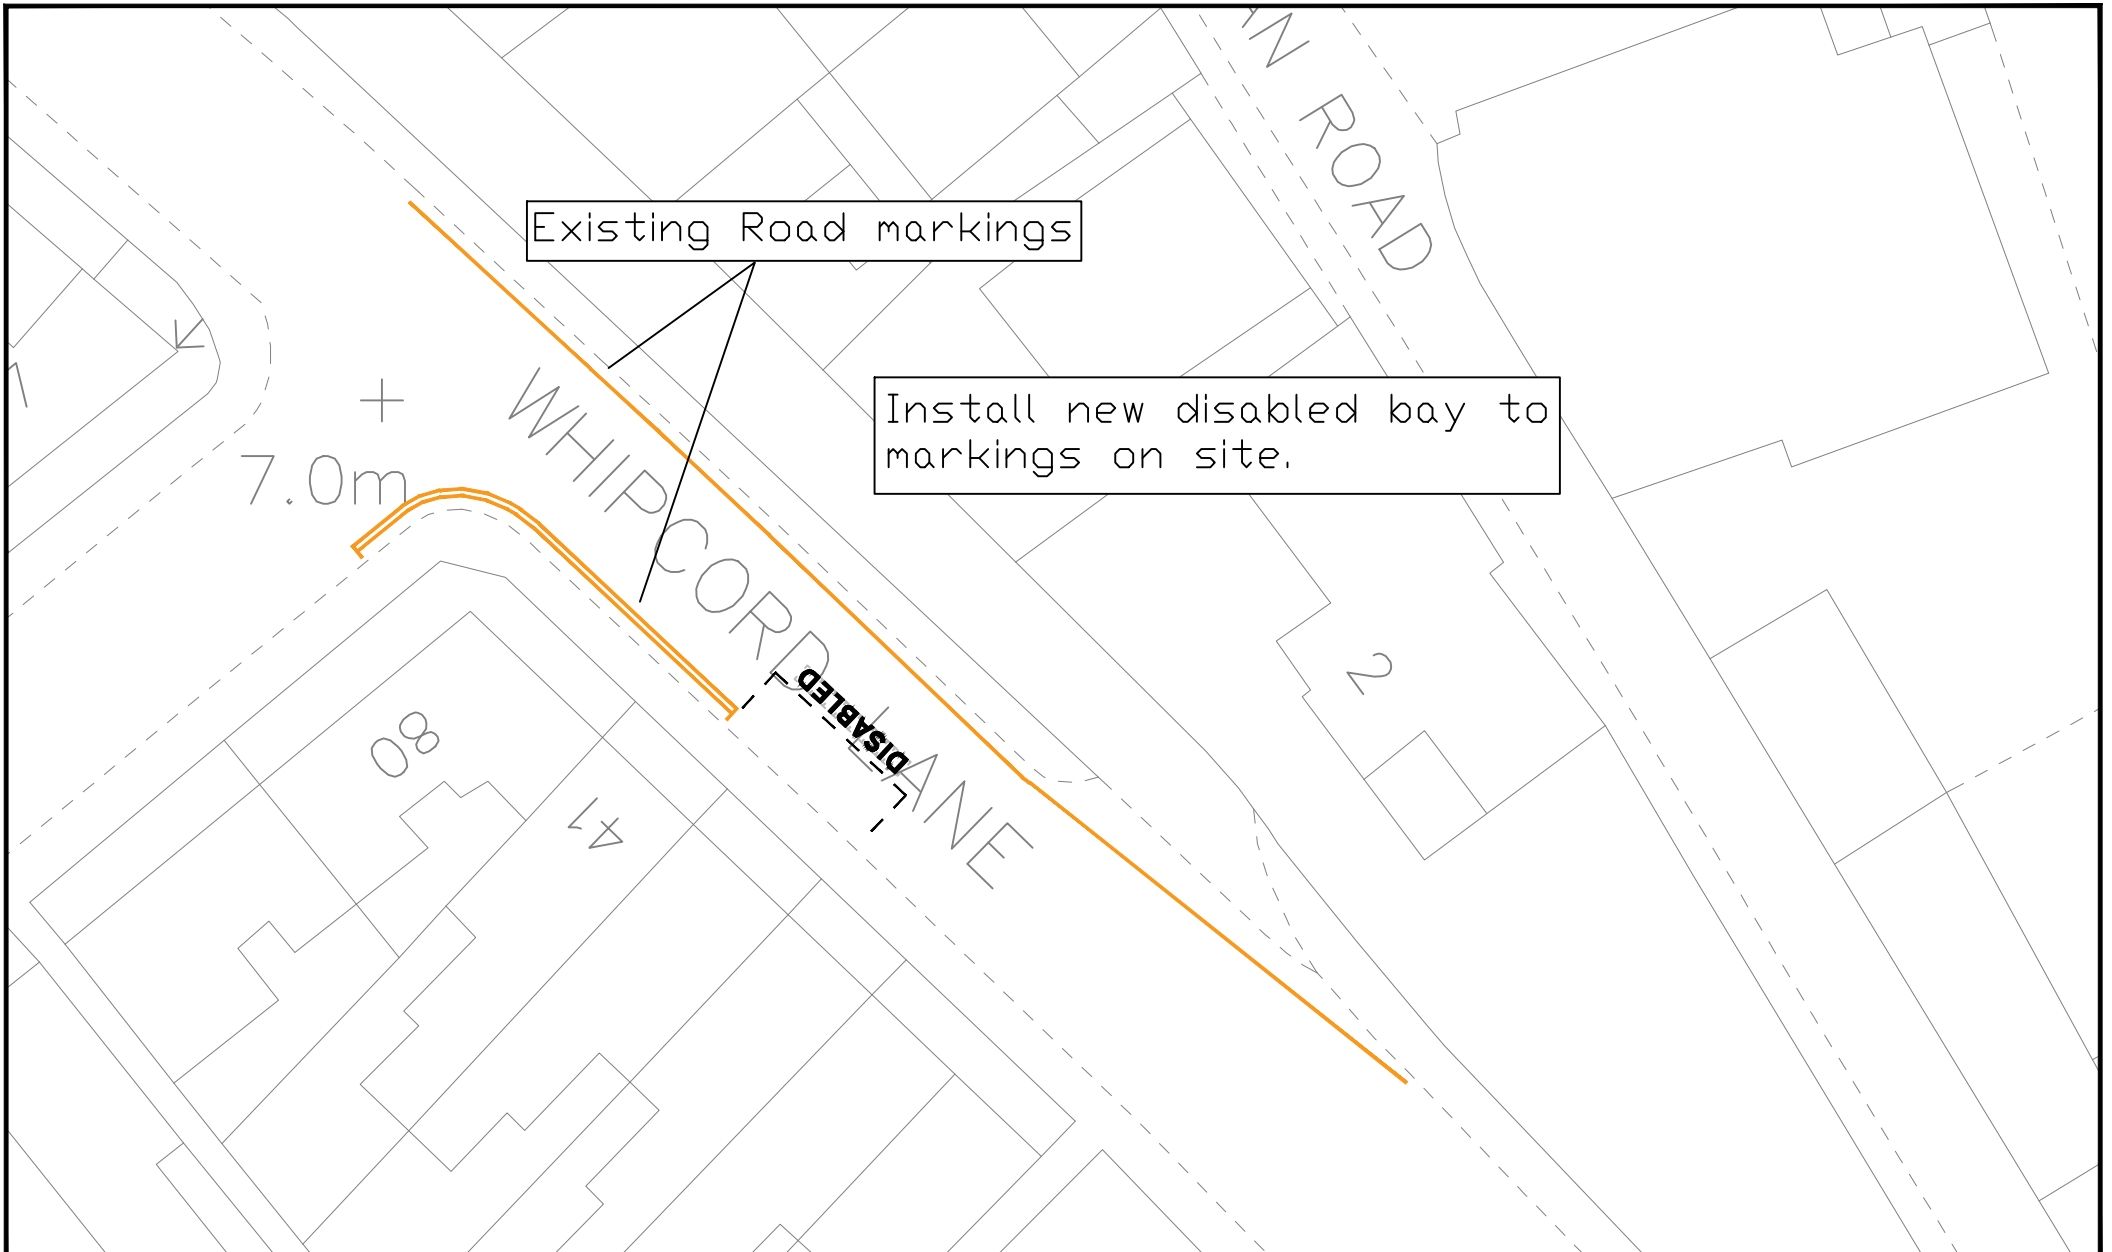 ROAD
Existing Road markings
Install new disabled bay to
markings on site.
7.0m
WHIPCORD LANE
DISABLED
2
80
41